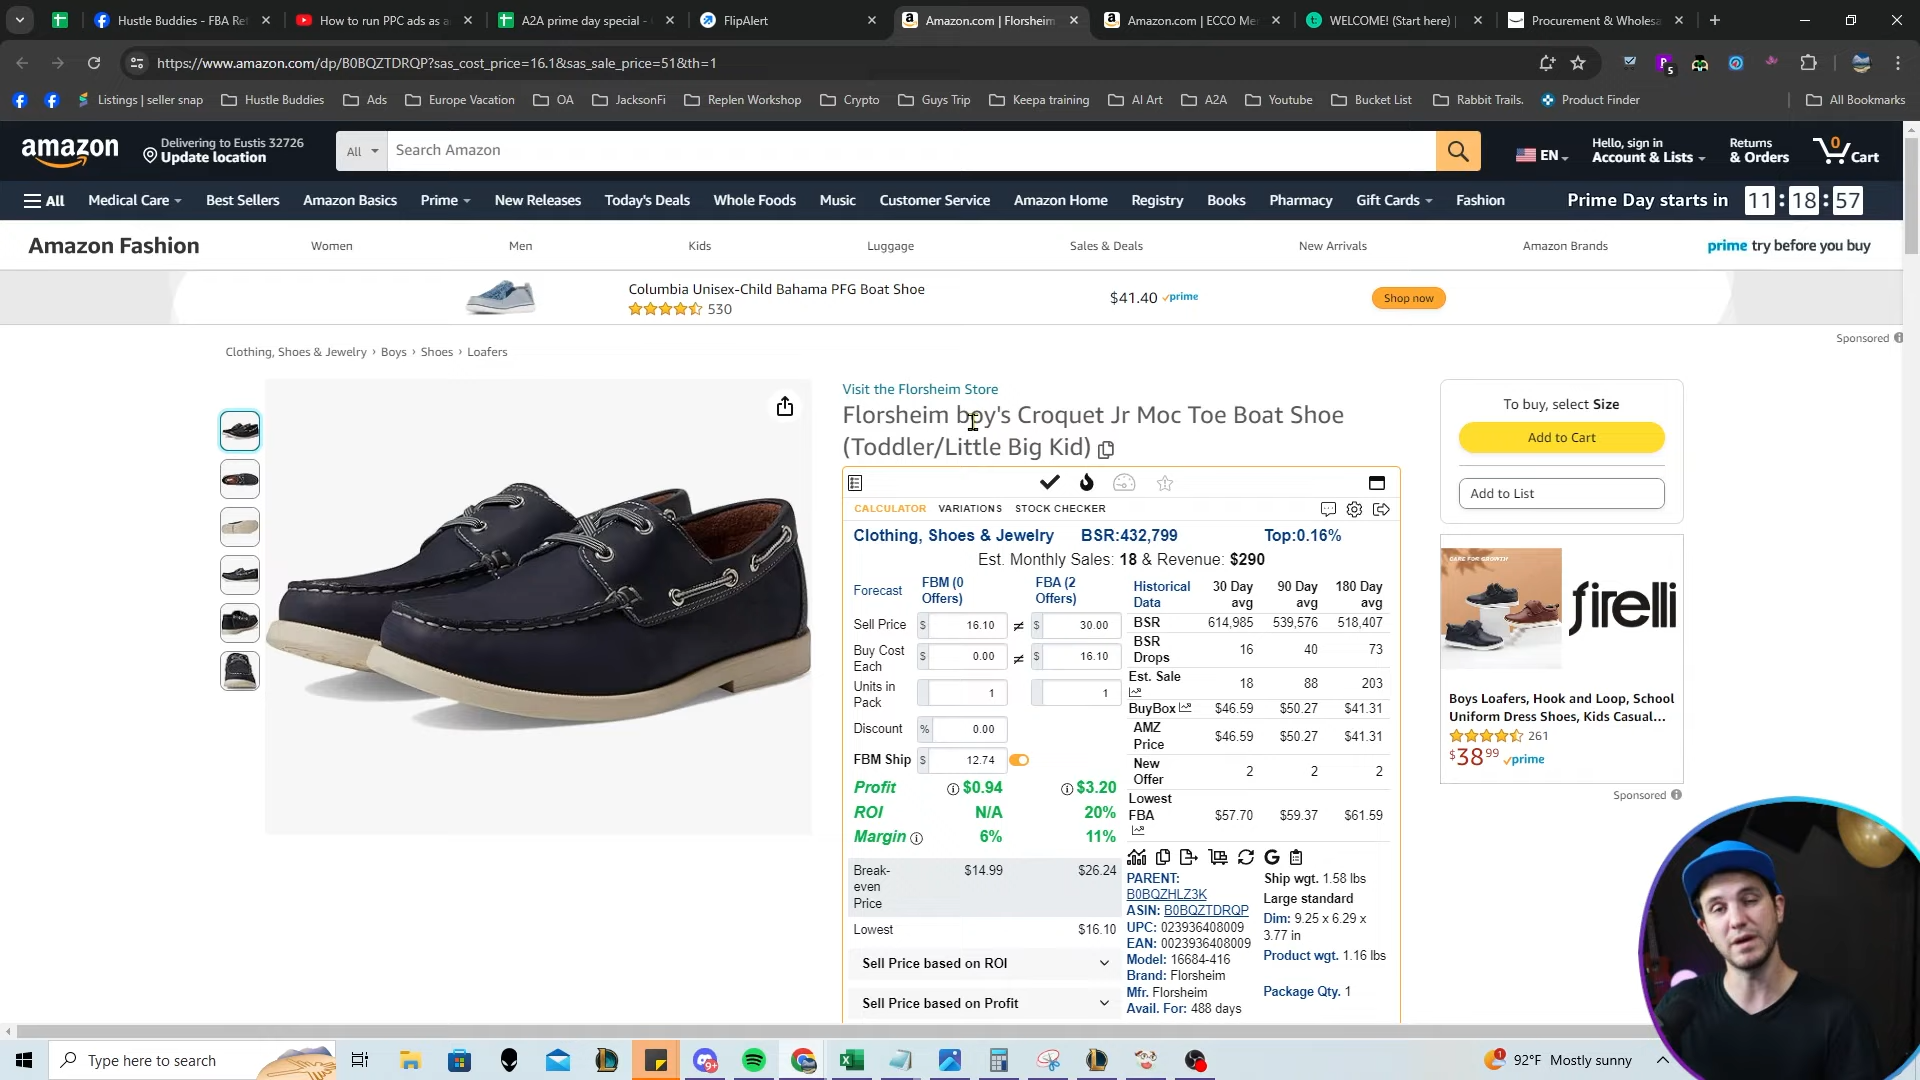 Hustle Buddies - FBA Re
How to run PPC ads as a
A2A prime day special -
FlipAlert
Amazon.com | Florsheim
Amazon.com | ECCO Me
WELCOME! (Start here) |
Procurement & Wholesa
https://www.amazon.com/dp/B0BQZTDRQP?sas_cost_price=16.1&sas_sale_price=51&th=1
5
Listings | seller snap
Hustle Buddies
Ads
Europe Vacation
OA
JacksonFi
Replen Workshop
Crypto
Guys Trip
Keepa training
AI Art
A2A
Youtube
Bucket List
Rabbit Trails.
Product Finder
All Bookmarks
amazon
Delivering to Eustis 32726
Update location
All
Search Amazon
EN
Hello, sign in
Account & Lists
Returns
& Orders
0
Cart
All
Medical Care
Best Sellers
Amazon Basics
Prime
New Releases
Today's Deals
Whole Foods
Music
Customer Service
Amazon Home
Registry
Books
Pharmacy
Gift Cards
Fashion
Prime Day starts in 11 : 18 : 57
Amazon Fashion
Women
Men
Kids
Luggage
Sales & Deals
New Arrivals
Amazon Brands
prime try before you buy
Columbia Unisex-Child Bahama PFG Boat Shoe
530
$41.40 prime
Shop now
Sponsored
Clothing, Shoes & Jewelry › Boys › Shoes › Loafers
Visit the Florsheim Store
Florsheim boy's Croquet Jr Moc Toe Boat Shoe
(Toddler/Little Big Kid)
CALCULATOR VARIATIONS STOCK CHECKER
Clothing, Shoes & Jewelry BSR:432,799 Top:0.16%
Est. Monthly Sales: 18 & Revenue: $290
Forecast
FBM (0
Offers)
FBA (2
Offers)
Sell Price $ 16.10 ≠ $ 30.00
Buy Cost
Each
$ 0.00 ≠ $ 16.10
Units in
Pack
1 1
Discount % 0.00
FBM Ship $ 12.74
Profit $0.94 $3.20
ROI N/A 20%
Margin 6% 11%
Break-
even
Price
$14.99 $26.24
Lowest $16.10
Sell Price based on ROI
Sell Price based on Profit
Historical
Data
30 Day
avg
90 Day
avg
180 Day
avg
BSR 614,985 539,576 518,407
BSR
Drops
16 40 73
Est. Sale
18 88 203
BuyBox $46.59 $50.27 $41.31
AMZ
Price
$46.59 $50.27 $41.31
New
Offer
2 2 2
Lowest
FBA
$57.70 $59.37 $61.59
PARENT:
B0BQZHLZ3K
ASIN: B0BQZTDRQP
UPC: 023936408009
EAN: 0023936408009
Model: 16684-416
Brand: Florsheim
Mfr. Florsheim
Avail. For: 488 days
Ship wgt. 1.58 lbs
Large standard
Dim: 9.25 x 6.29 x
3.77 in
Product wgt. 1.16 lbs
Package Qty. 1
To buy, select Size
Add to Cart
Add to List
CARE FOR GROWTH
firelli
Boys Loafers, Hook and Loop, School
Uniform Dress Shoes, Kids Casual...
261
$38 99 prime
Sponsored
Type here to search
9+
1
92°F Mostly sunny